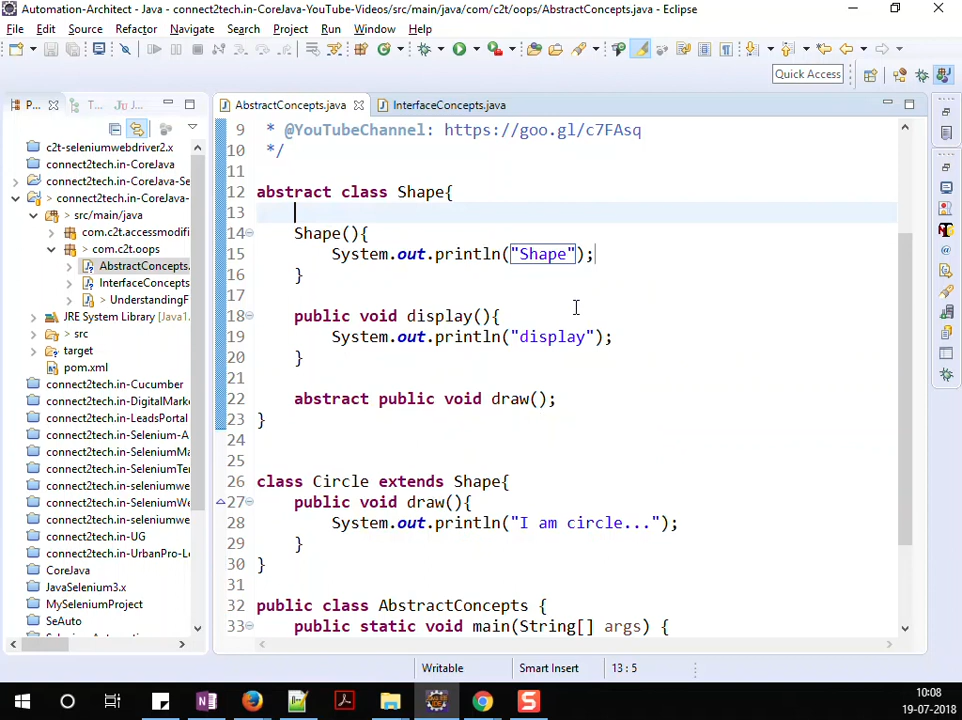 Automation-Architect - Java - connect2tech.in-CoreJava-YouTube-Videos/src/main/java/com/c2t/oops/AbstractConcepts.java - Eclipse
File Edit Source Refactor Navigate Search Project Run Window Help
Quick Access
P... T... Ju J... AbstractConcepts.java InterfaceConcepts.java
c2t-seleniumwebdriver2.x
connect2tech.in-CoreJava
connect2tech.in-CoreJava-Se
> connect2tech.in-CoreJava-
> src/main/java
com.c2t.accessmodifi
> com.c2t.oops
AbstractConcepts.
InterfaceConcepts
> UnderstandingF
JRE System Library [Java1
> src
target
pom.xml
connect2tech.in-Cucumber
connect2tech.in-DigitalMarke
connect2tech.in-LeadsPortal
connect2tech.in-Selenium-A
connect2tech.in-SeleniumMa
connect2tech.in-SeleniumTe
connect2tech.in-seleniumwe
connect2tech.in-SeleniumW
connect2tech.in-seleniumwe
connect2tech.in-UG
connect2tech.in-UrbanPro-L
CoreJava
JavaSelenium3.x
MySeleniumProject
SeAuto
9 * @YouTubeChannel: https://goo.gl/c7FAsq
10 */
11
12 abstract class Shape{
13
14 Shape(){
15 System.out.println("Shape");
16 }
17
18 public void display(){
19 System.out.println("display");
20 }
21
22 abstract public void draw();
23 }
24
25
26 class Circle extends Shape{
27 public void draw(){
28 System.out.println("I am circle...");
29 }
30 }
31
32 public class AbstractConcepts {
33 public static void main(String[] args) {
Writable Smart Insert 13 : 5
10:08
19-07-2018